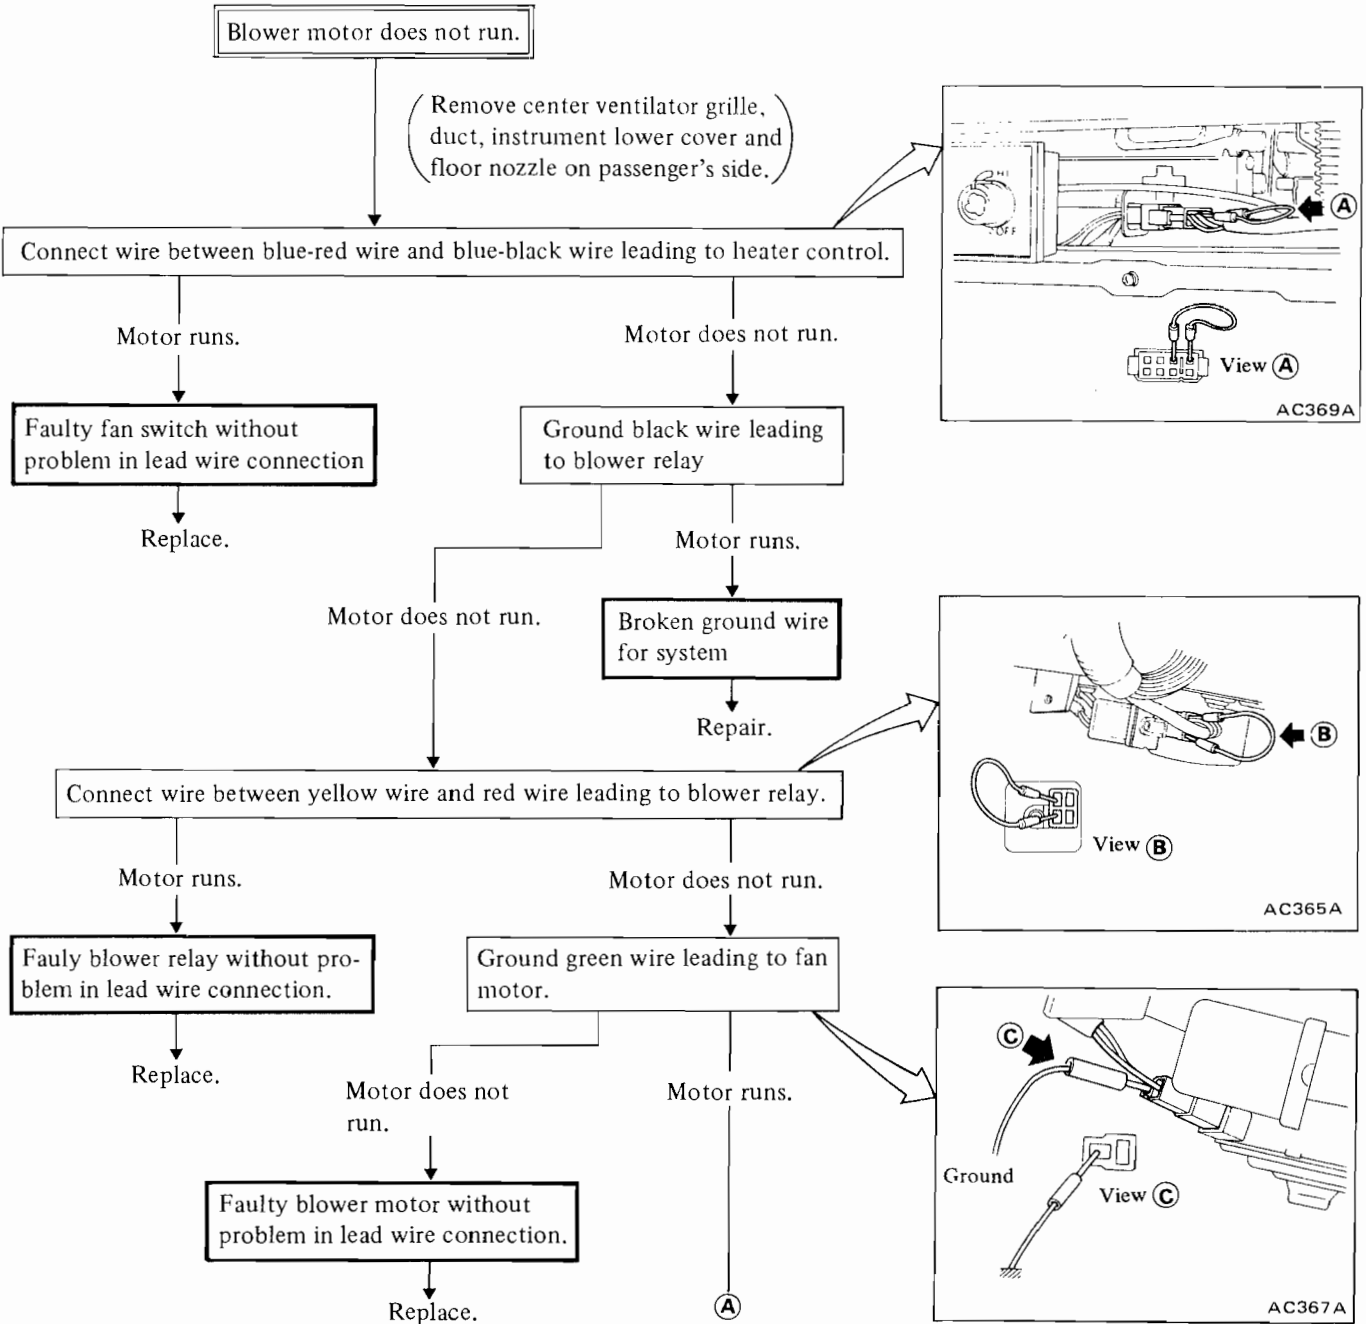 Blower motor does not run.
Remove center ventilator grille,
duct, instrument lower cover and
floor nozzle on passenger's side.
HI
OFF
A
View A
AC369A
Connect wire between blue-red wire and blue-black wire leading to heater control.
Motor runs.
Motor does not run.
Faulty fan switch without
problem in lead wire connection
Replace.
Ground black wire leading
to blower relay
Motor runs.
Motor does not run.
Broken ground wire
for system
Repair.
B
View B
AC365A
Connect wire between yellow wire and red wire leading to blower relay.
Motor runs.
Motor does not run.
Fauly blower relay without pro-
blem in lead wire connection.
Replace.
Ground green wire leading to fan
motor.
Motor does not
run.
Motor runs.
C
Ground
View C
AC367A
Faulty blower motor without
problem in lead wire connection.
Replace.
A